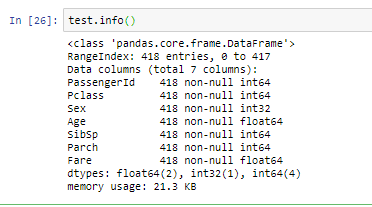 In [26]: test.info()
<class 'pandas.core.frame.DataFrame'>
RangeIndex: 418 entries, 0 to 417
Data columns (total 7 columns):
PassengerId    418 non-null int64
Pclass         418 non-null int64
Sex            418 non-null int32
Age            418 non-null float64
SibSp          418 non-null int64
Parch          418 non-null int64
Fare           418 non-null float64
dtypes: float64(2), int32(1), int64(4)
memory usage: 21.3 KB